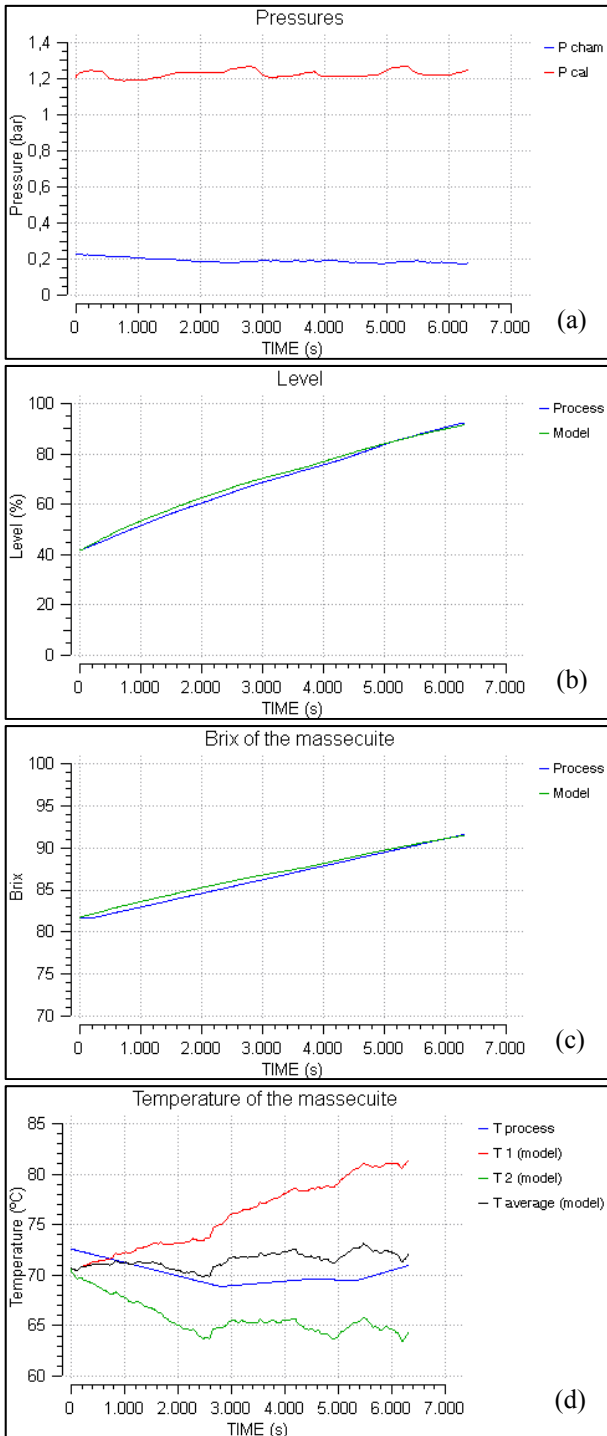 Pressures
1,4
1,2
1
0,8
0,6
0,4
0,2
0
Pressure (bar)
0 1.000 2.000 3.000 4.000 5.000 6.000 7.000
TIME (s)
P cham
P cal
(a)
Level
100
80
60
40
20
0
Level (%)
0 1.000 2.000 3.000 4.000 5.000 6.000 7.000
TIME (s)
Process
Model
(b)
Brix of the massecuite
100
95
90
85
80
75
70
Brix
0 1.000 2.000 3.000 4.000 5.000 6.000 7.000
TIME (s)
Process
Model
(c)
Temperature of the massecuite
85
80
75
70
65
60
Temperature (ºC)
0 1.000 2.000 3.000 4.000 5.000 6.000 7.000
TIME (s)
T process
T 1 (model)
T 2 (model)
T average (model)
(d)